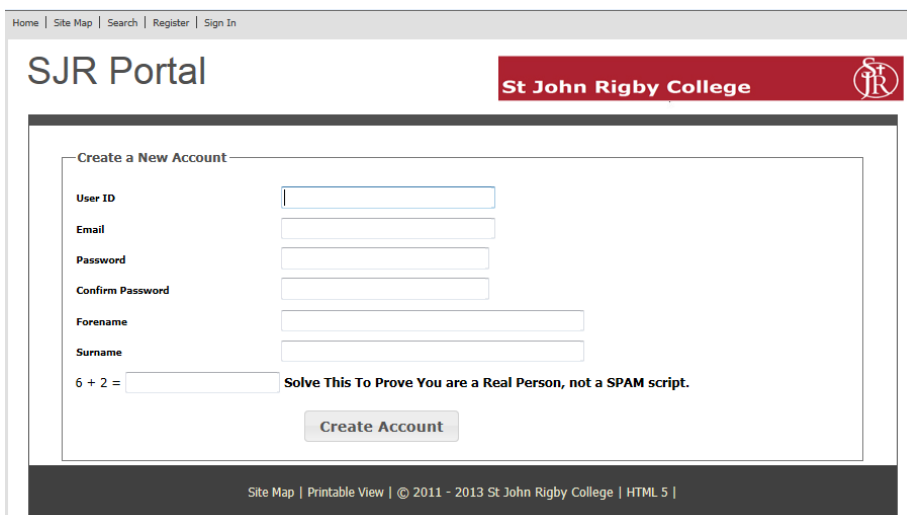 Home | Site Map | Search | Register | Sign In
SJR Portal
St John Rigby College
St JR
Create a New Account
User ID
Email
Password
Confirm Password
Forename
Surname
6 + 2 = Solve This To Prove You are a Real Person, not a SPAM script.
Create Account
Site Map | Printable View | © 2011 - 2013 St John Rigby College | HTML 5 |